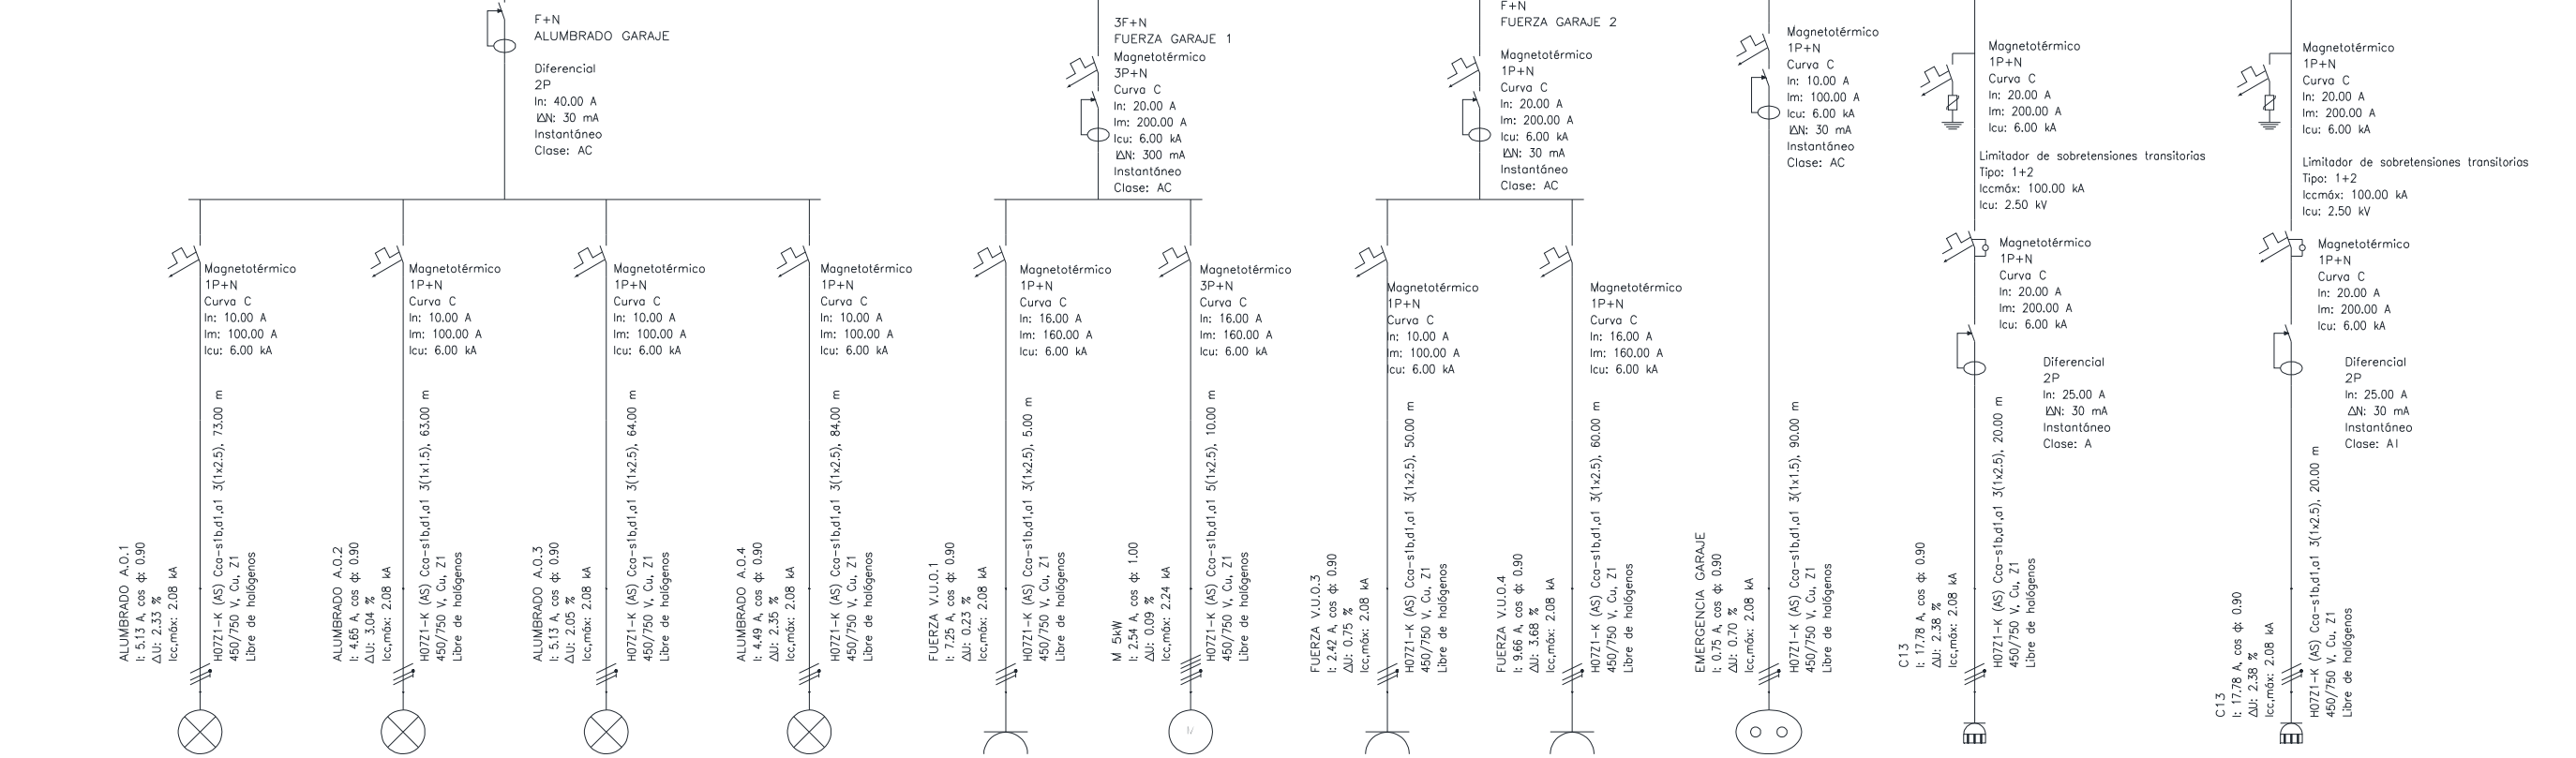 F+N
ALUMBRADO GARAJE
Diferencial
2P
In: 40.00 A
IΔN: 30 mA
Instantáneo
Clase: AC
3F+N
FUERZA GARAJE 1
Magnetotérmico
3P+N
Curva C
In: 20.00 A
Im: 200.00 A
Icu: 6.00 kA
IΔN: 300 mA
Instantáneo
Clase: AC
F+N
FUERZA GARAJE 2
Magnetotérmico
1P+N
Curva C
In: 20.00 A
Im: 200.00 A
Icu: 6.00 kA
IΔN: 30 mA
Instantáneo
Clase: AC
Magnetotérmico
1P+N
Curva C
In: 10.00 A
Im: 100.00 A
Icu: 6.00 kA
IΔN: 30 mA
Instantáneo
Clase: AC
Magnetotérmico
1P+N
Curva C
In: 20.00 A
Im: 200.00 A
Icu: 6.00 kA
Limitador de sobretensiones transitorias
Tipo: 1+2
Iccmáx: 100.00 kA
Icu: 2.50 kV
Magnetotérmico
1P+N
Curva C
In: 20.00 A
Im: 200.00 A
Icu: 6.00 kA
Diferencial
2P
In: 25.00 A
IΔN: 30 mA
Instantáneo
Clase: A
Magnetotérmico
1P+N
Curva C
In: 20.00 A
Im: 200.00 A
Icu: 6.00 kA
Limitador de sobretensiones transitorias
Tipo: 1+2
Iccmáx: 100.00 kA
Icu: 2.50 kV
Magnetotérmico
1P+N
Curva C
In: 20.00 A
Im: 200.00 A
Icu: 6.00 kA
Diferencial
2P
In: 25.00 A
IΔN: 30 mA
Instantáneo
Clase: AI
Magnetotérmico
1P+N
Curva C
In: 10.00 A
Im: 100.00 A
Icu: 6.00 kA
Magnetotérmico
1P+N
Curva C
In: 10.00 A
Im: 100.00 A
Icu: 6.00 kA
Magnetotérmico
1P+N
Curva C
In: 10.00 A
Im: 100.00 A
Icu: 6.00 kA
Magnetotérmico
1P+N
Curva C
In: 10.00 A
Im: 100.00 A
Icu: 6.00 kA
Magnetotérmico
1P+N
Curva C
In: 16.00 A
Im: 160.00 A
Icu: 6.00 kA
Magnetotérmico
3P+N
Curva C
In: 16.00 A
Im: 160.00 A
Icu: 6.00 kA
Magnetotérmico
1P+N
Curva C
In: 10.00 A
Im: 100.00 A
Icu: 6.00 kA
Magnetotérmico
1P+N
Curva C
In: 16.00 A
Im: 160.00 A
Icu: 6.00 kA
ALUMBRADO A.0.1
I: 5.13 A, cos ф: 0.90
ΔU: 2.33 %
Icc,máx: 2.08 kA
H07Z1-K (AS) Cca-s1b,d1,a1 3(1x2.5), 73.00 m
450/750 V, Cu, Z1
Libre de halógenos
ALUMBRADO A.0.2
I: 4.65 A, cos ф: 0.90
ΔU: 3.04 %
Icc,máx: 2.08 kA
H07Z1-K (AS) Cca-s1b,d1,a1 3(1x1.5), 63.00 m
450/750 V, Cu, Z1
Libre de halógenos
ALUMBRADO A.0.3
I: 5.13 A, cos ф: 0.90
ΔU: 2.05 %
Icc,máx: 2.08 kA
H07Z1-K (AS) Cca-s1b,d1,a1 3(1x2.5), 64.00 m
450/750 V, Cu, Z1
Libre de halógenos
ALUMBRADO A.0.4
I: 4.49 A, cos ф: 0.90
ΔU: 2.35 %
Icc,máx: 2.08 kA
H07Z1-K (AS) Cca-s1b,d1,a1 3(1x2.5), 84.00 m
450/750 V, Cu, Z1
Libre de halógenos
FUERZA V.U.0.1
I: 7.25 A, cos ф: 0.90
ΔU: 0.23 %
Icc,máx: 2.08 kA
H07Z1-K (AS) Cca-s1b,d1,a1 3(1x2.5), 5.00 m
450/750 V, Cu, Z1
Libre de halógenos
M 5kW
I: 2.54 A, cos ф: 1.00
ΔU: 0.09 %
Icc,máx: 2.24 kA
H07Z1-K (AS) Cca-s1b,d1,a1 5(1x2.5), 10.00 m
450/750 V, Cu, Z1
Libre de halógenos
FUERZA V.U.0.3
I: 2.42 A, cos ф: 0.90
ΔU: 0.75 %
Icc,máx: 2.08 kA
H07Z1-K (AS) Cca-s1b,d1,a1 3(1x2.5), 50.00 m
450/750 V, Cu, Z1
Libre de halógenos
FUERZA V.U.0.4
I: 9.66 A, cos ф: 0.90
ΔU: 3.68 %
Icc,máx: 2.08 kA
H07Z1-K (AS) Cca-s1b,d1,a1 3(1x2.5), 60.00 m
450/750 V, Cu, Z1
Libre de halógenos
EMERGENCIA GARAJE
I: 0.75 A, cos ф: 0.90
ΔU: 0.70 %
Icc,máx: 2.08 kA
H07Z1-K (AS) Cca-s1b,d1,a1 3(1x1.5), 90.00 m
450/750 V, Cu, Z1
Libre de halógenos
C13
I: 17.78 A, cos ф: 0.90
ΔU: 2.38 %
Icc,máx: 2.08 kA
H07Z1-K (AS) Cca-s1b,d1,a1 3(1x2.5), 20.00 m
450/750 V, Cu, Z1
Libre de halógenos
C13
I: 17.78 A, cos ф: 0.90
ΔU: 2.38 %
Icc,máx: 2.08 kA
H07Z1-K (AS) Cca-s1b,d1,a1 3(1x2.5), 20.00 m
450/750 V, Cu, Z1
Libre de halógenos